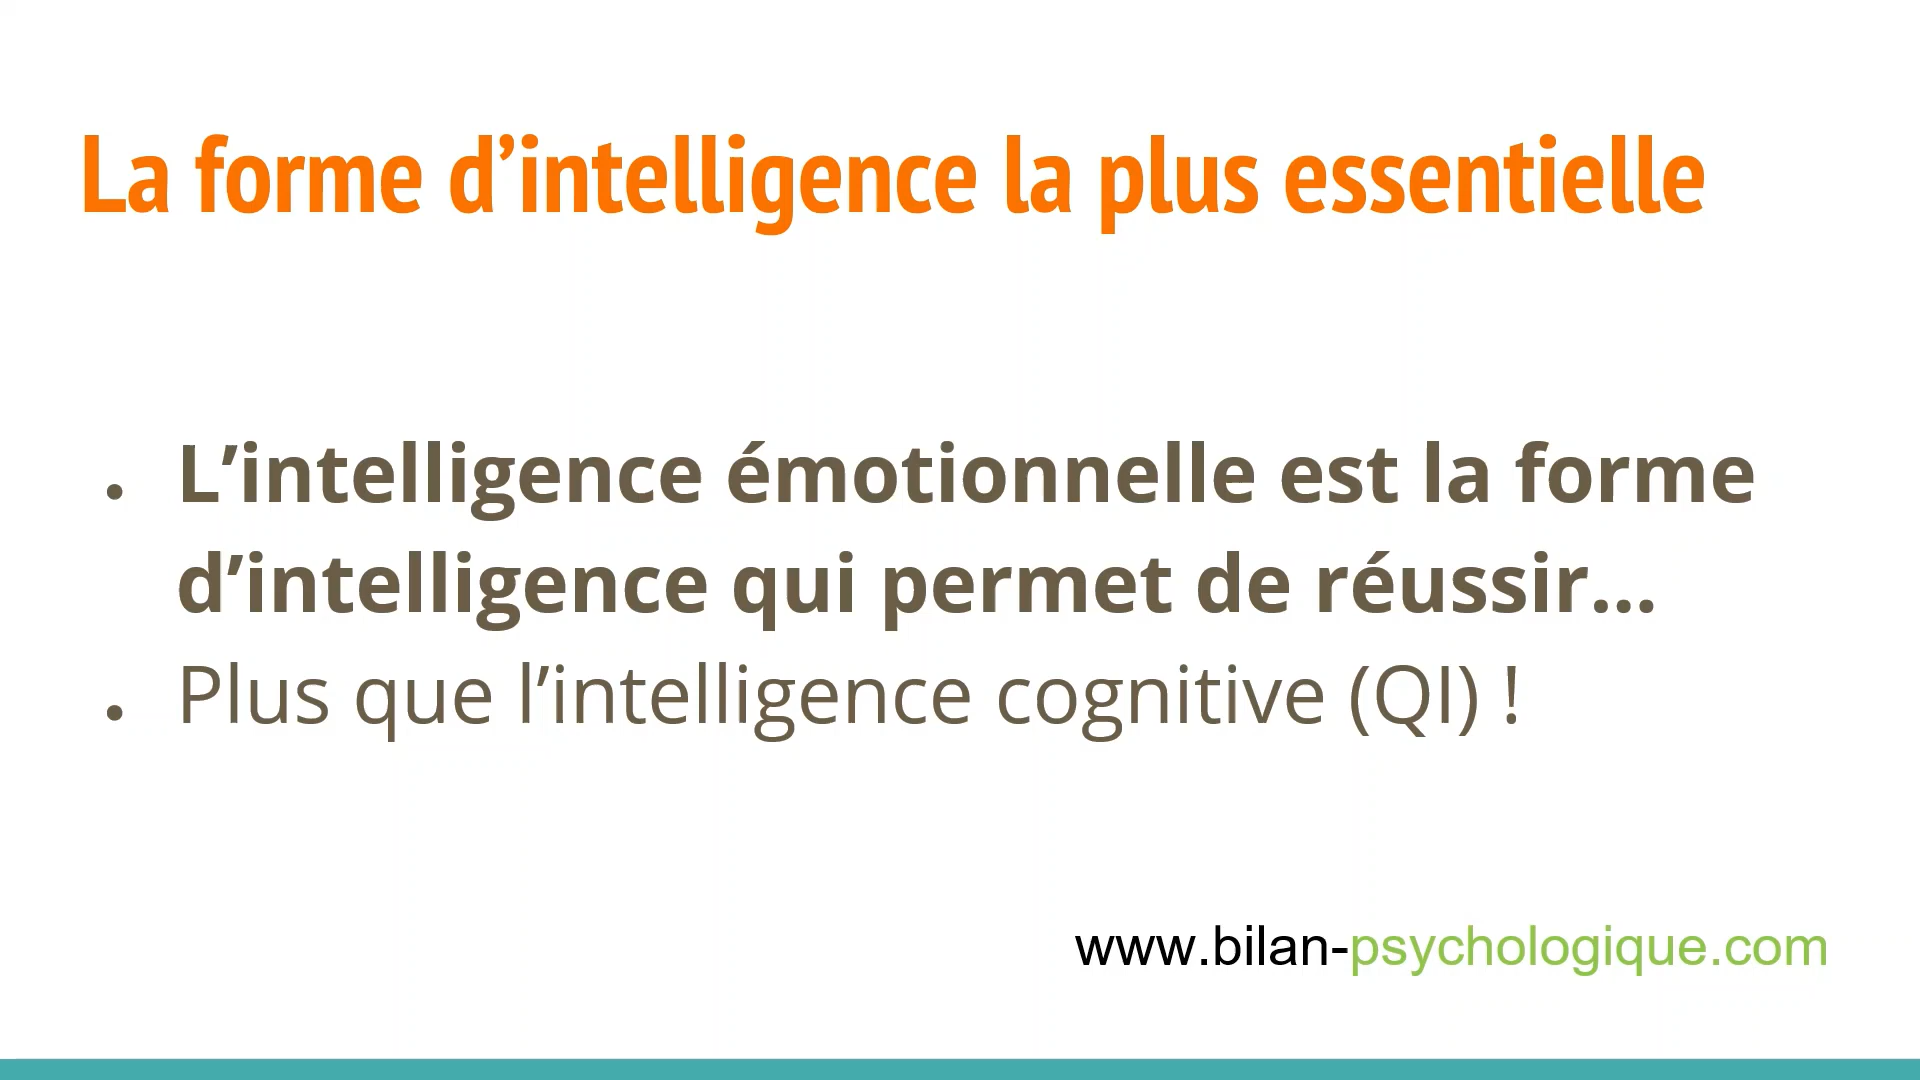 La forme d’intelligence la plus essentielle
• L’intelligence émotionnelle est la forme
d’intelligence qui permet de réussir...
• Plus que l’intelligence cognitive (QI) !
www.bilan-psychologique.com